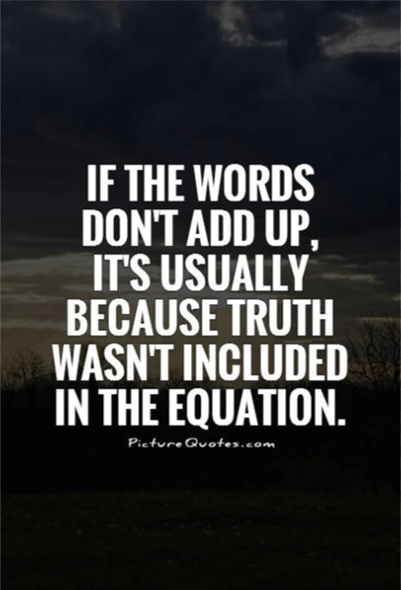 IF THE WORDS
DON'T ADD UP,
IT'S USUALLY
BECAUSE TRUTH
WASN'T INCLUDED
IN THE EQUATION.
PictureQuotes.com